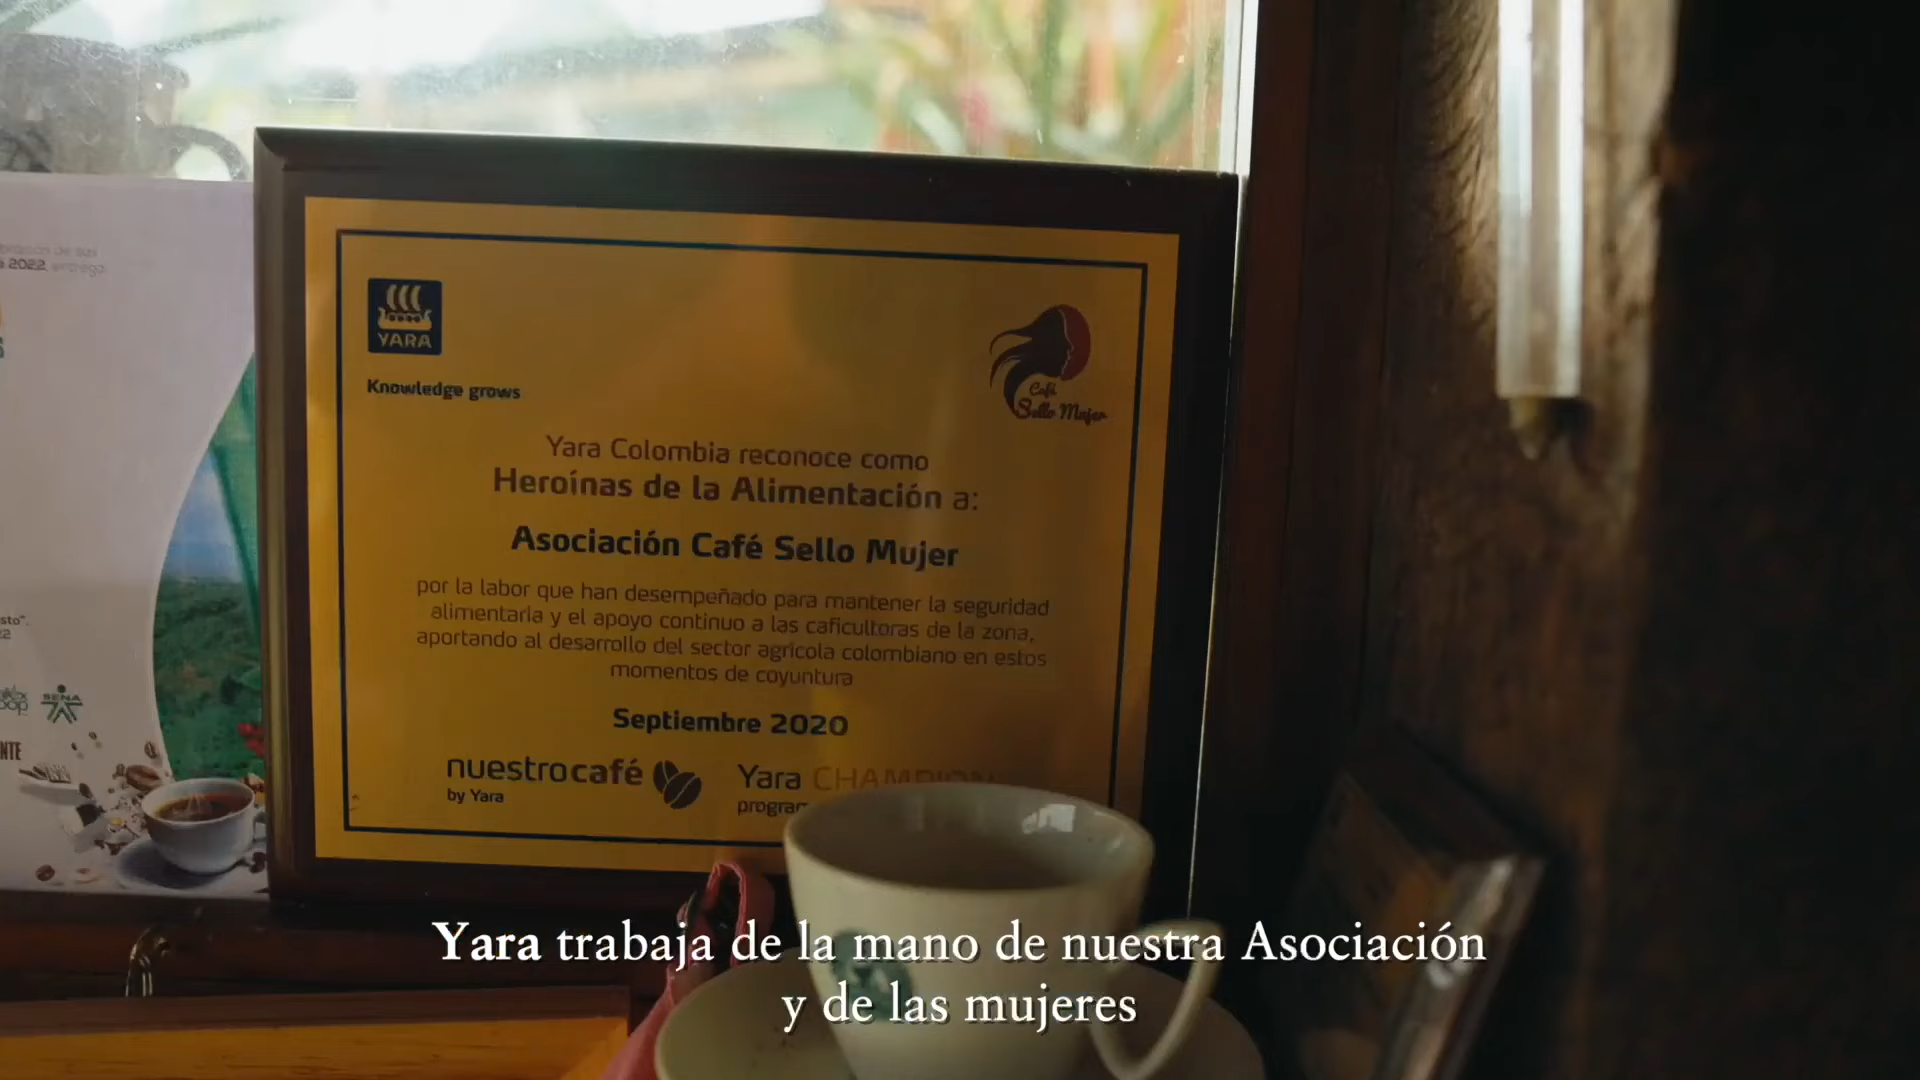 2022, entrega
YARA
Knowledge grows
Café
Sello Mujer
Yara Colombia reconoce como
Heroínas de la Alimentación a:
Asociación Café Sello Mujer
por la labor que han desempeñado para mantener la seguridad
alimentaria y el apoyo continuo a las caficultoras de la zona,
aportando al desarrollo del sector agrícola colombiano en estos
momentos de coyuntura
Septiembre 2020
nuestrocafé
by Yara
Yara CHAMPION
SENA
Yara trabaja de la mano de nuestra Asociación
y de las mujeres